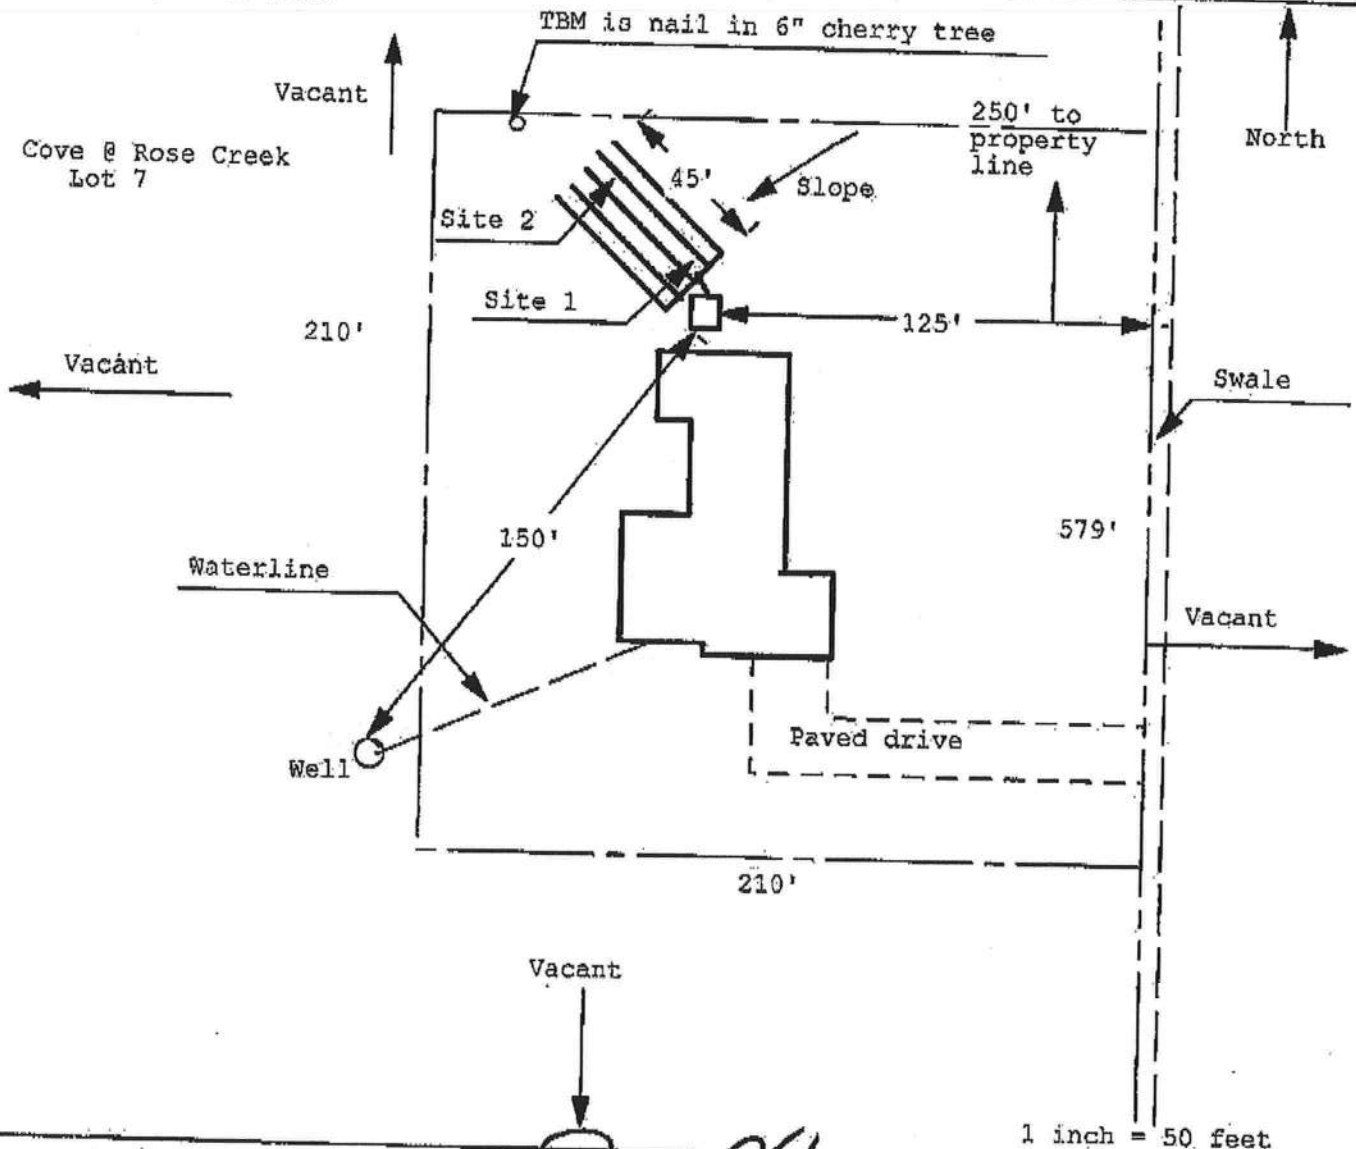 TBM is nail in 6" cherry tree
Vacant
250' to
property
line
North
Cove @ Rose Creek
Lot 7
45'
Slope
Site 2
Site 1
210'
125'
Vacant
Swale
150'
579'
Waterline
Vacant
Paved drive
Well
210'
Vacant
1 inch = 50 feet